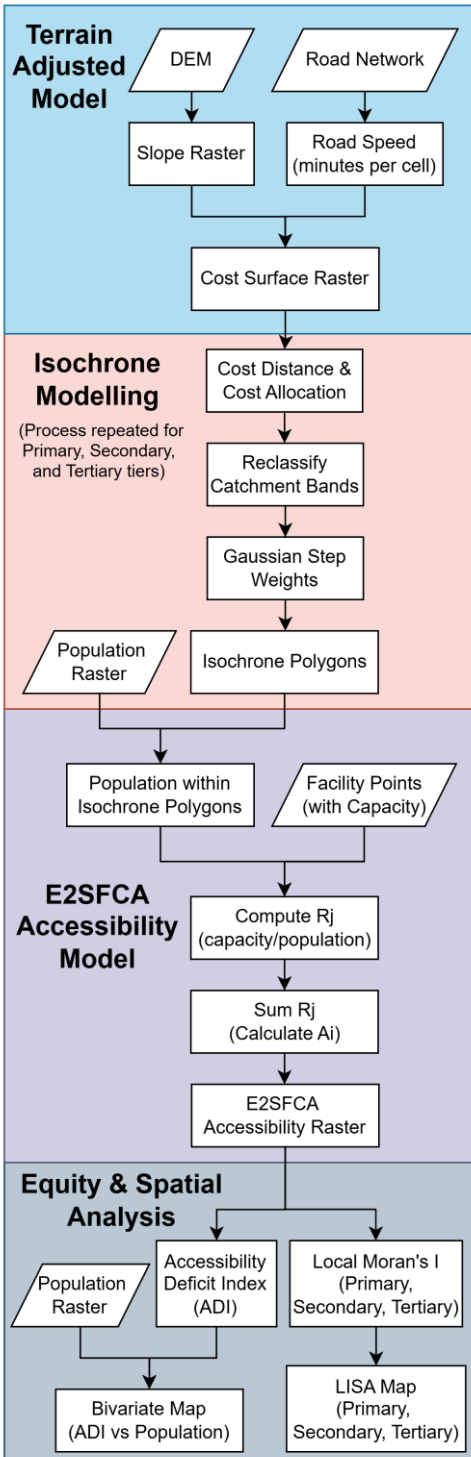 Terrain
Adjusted
Model
DEM
Road Network
Slope Raster
Road Speed
(minutes per cell)
Cost Surface Raster
Isochrone
Modelling
(Process repeated for
Primary, Secondary,
and Tertiary tiers)
Cost Distance &
Cost Allocation
Reclassify
Catchment Bands
Gaussian Step
Weights
Population
Raster
Isochrone Polygons
Population within
Isochrone Polygons
Facility Points
(with Capacity)
E2SFCA
Accessibility
Model
Compute Rj
(capacity/population)
Sum Rj
(Calculate Ai)
E2SFCA
Accessibility Raster
Equity & Spatial
Analysis
Population
Raster
Accessibility
Deficit Index
(ADI)
Local Moran's I
(Primary,
Secondary, Tertiary)
Bivariate Map
(ADI vs Population)
LISA Map
(Primary,
Secondary, Tertiary)